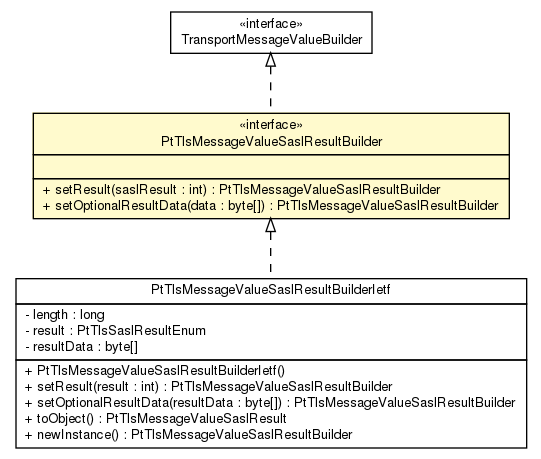 «interface»
TransportMessageValueBuilder
«interface»
PtTlsMessageValueSaslResultBuilder
+ setResult(saslResult : int) : PtTlsMessageValueSaslResultBuilder
+ setOptionalResultData(data : byte[]) : PtTlsMessageValueSaslResultBuilder
PtTlsMessageValueSaslResultBuilderIetf
- length : long
- result : PtTlsSaslResultEnum
- resultData : byte[]
+ PtTlsMessageValueSaslResultBuilderIetf()
+ setResult(result : int) : PtTlsMessageValueSaslResultBuilder
+ setOptionalResultData(resultData : byte[]) : PtTlsMessageValueSaslResultBuilder
+ toObject() : PtTlsMessageValueSaslResult
+ newInstance() : PtTlsMessageValueSaslResultBuilder